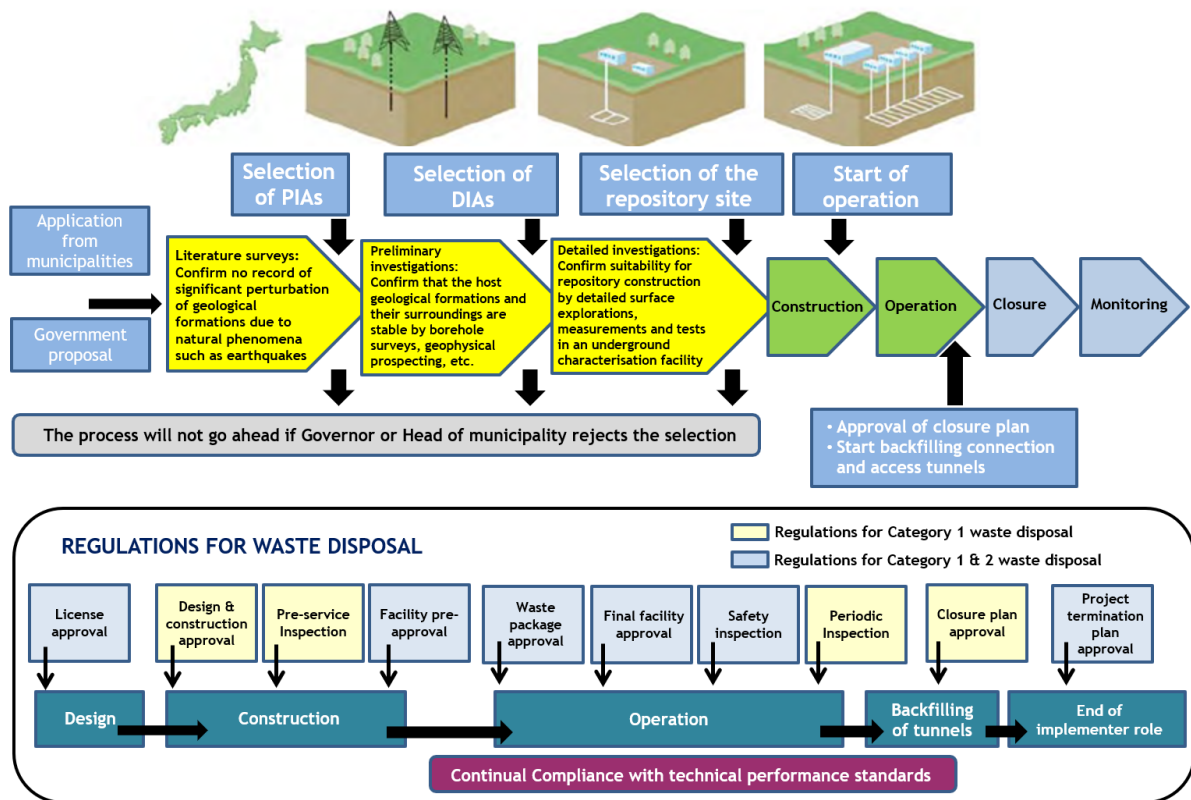 Selection
of PIAs
Selection of
DIAs
Selection of the
repository site
Start of
operation
Application
from
municipalities
Government
proposal
Literature surveys:
Confirm no record of
significant perturbation
of geological
formations due to
natural phenomena
such as earthquakes
Preliminary
investigations:
Confirm that the host
geological formations and
their surroundings are
stable by borehole
surveys, geophysical
prospecting, etc.
Detailed investigations:
Confirm suitability for
repository construction
by detailed surface
explorations,
measurements and tests
in an underground
characterisation facility
Construction
Operation
Closure
Monitoring
The process will not go ahead if Governor or Head of municipality rejects the selection
• Approval of closure plan
• Start backfilling connection
and access tunnels
REGULATIONS FOR WASTE DISPOSAL
Regulations for Category 1 waste disposal
Regulations for Category 1 & 2 waste disposal
License
approval
Design &
construction
approval
Pre-service
Inspection
Facility pre-
approval
Waste
package
approval
Final facility
approval
Safety
inspection
Periodic
Inspection
Closure plan
approval
Project
termination
plan
approval
Design
Construction
Operation
Backfilling
of tunnels
End of
implementer role
Continual Compliance with technical performance standards